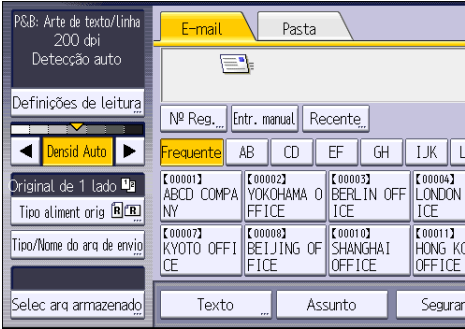 P&B: Arte de texto/linha
200 dpi
Detecção auto
Definições de leitura
Densid Auto
Original de 1 lado
Tipo aliment orig R R
Tipo/Nome do arq de envio
Selec arq armazenado
E-mail Pasta
Nº Reg. Entr. manual Recente
Frequente AB CD EF GH IJK L
[00001] [00002] [00003] [00004]
ABCD COMPA YOKOHAMA O BERLIN OFF LONDON
NY FFICE ICE ICE
[00007] [00008] [00010] [00011]
KYOTO OFFI BEIJING OF SHANGHAI HONG KO
CE FICE OFFICE OFFICE
Texto Assunto Segurar